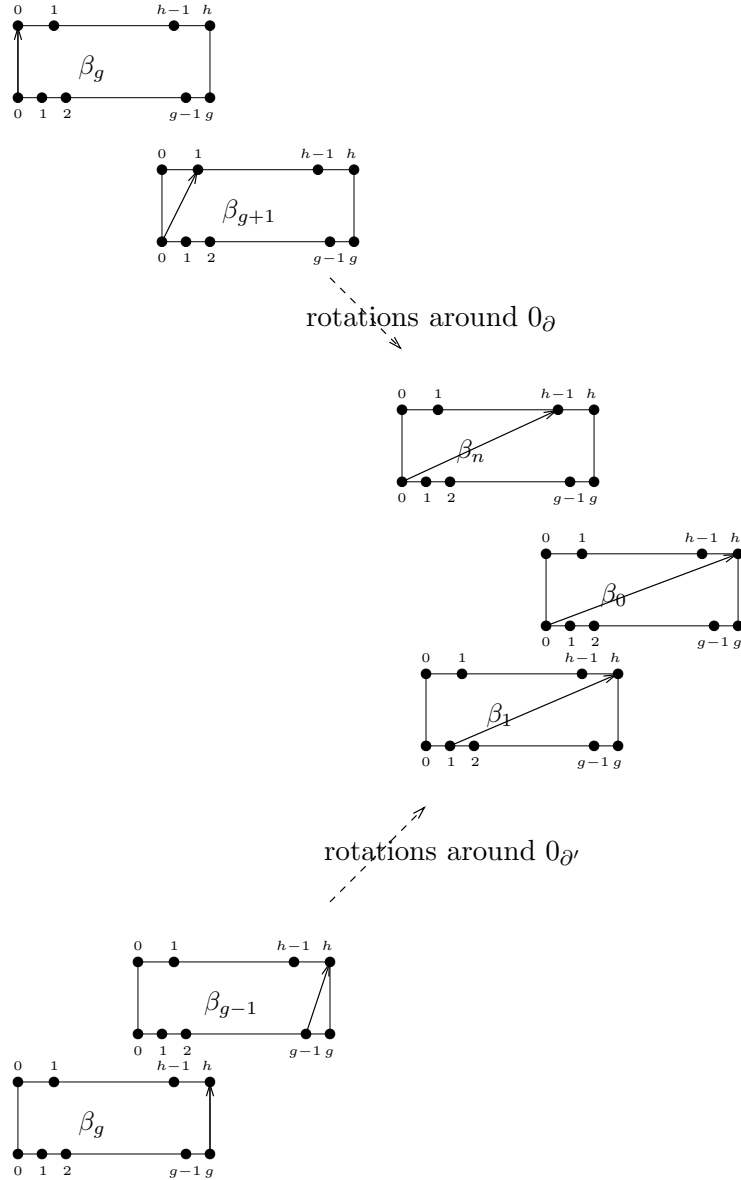 0 1 h−1 h
β_g
0 1 2 g−1 g
0 1 h−1 h
β_{g+1}
0 1 2 g−1 g
rotations around 0_∂
0 1 h−1 h
β_n
0 1 2 g−1 g
0 1 h−1 h
β_0
0 1 2 g−1 g
0 1 h−1 h
β_1
0 1 2 g−1 g
rotations around 0_{∂′}
0 1 h−1 h
β_{g−1}
0 1 2 g−1 g
0 1 h−1 h
β_g
0 1 2 g−1 g